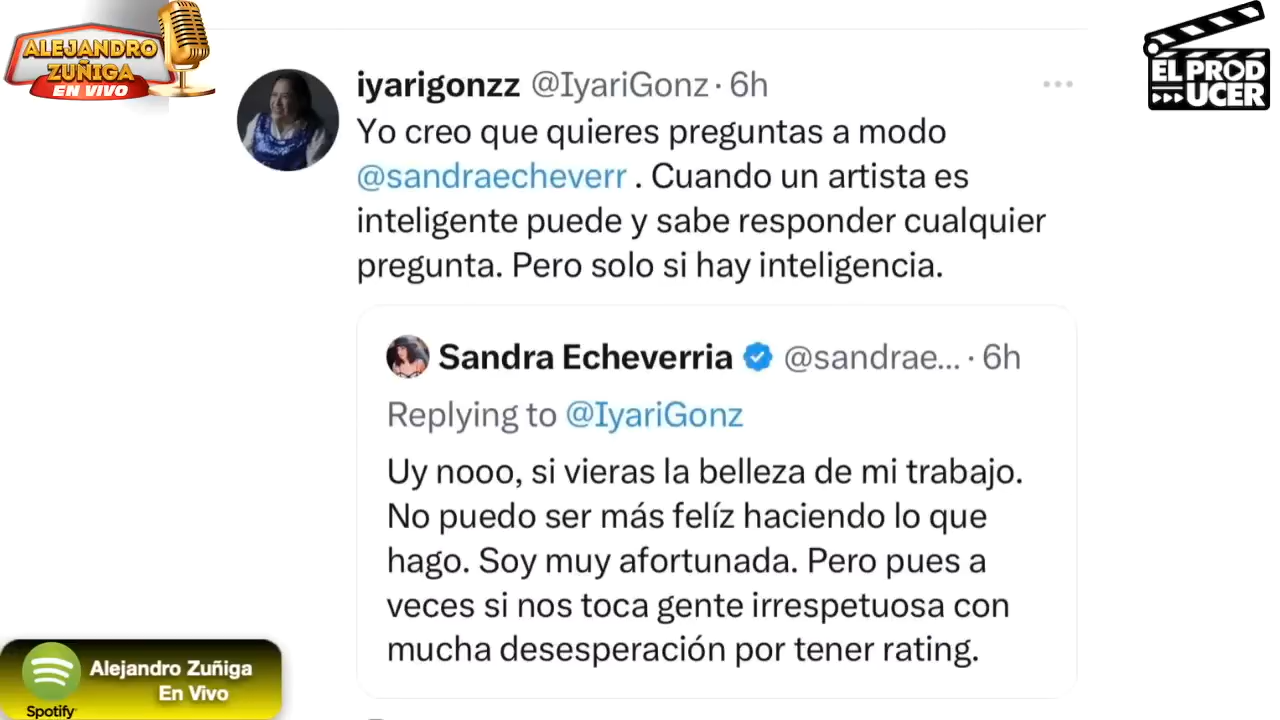 ALEJANDRO
ZUÑIGA
EN VIVO
EL PROD
UCER
iyarigonzz @IyariGonz · 6h
Yo creo que quieres preguntas a modo
@sandraecheverr . Cuando un artista es
inteligente puede y sabe responder cualquier
pregunta. Pero solo si hay inteligencia.
Sandra Echeverria @sandrae... · 6h
Replying to @IyariGonz
Uy nooo, si vieras la belleza de mi trabajo.
No puedo ser más felíz haciendo lo que
hago. Soy muy afortunada. Pero pues a
veces si nos toca gente irrespetuosa con
mucha desesperación por tener rating.
Alejandro Zuñiga
En Vivo
Spotify